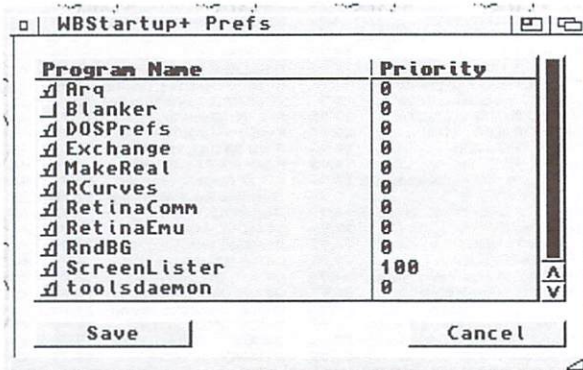 WBStartup+ Prefs
Program Name Priority
Arq 0
Blanker 0
DOSPrefs 0
Exchange 0
MakeReal 0
RCurves 0
RetinaComm 0
RetinaEmu 0
RndBG 0
ScreenLister 100
toolsdaemon 0
Save Cancel